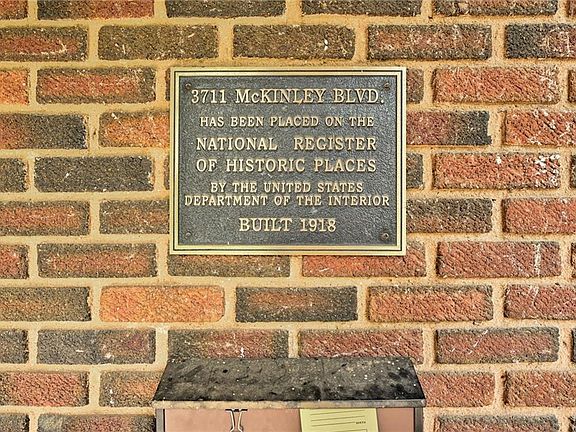 3711 McKINLEY BLVD.
HAS BEEN PLACED ON THE
NATIONAL REGISTER
OF HISTORIC PLACES
BY THE UNITED STATES
DEPARTMENT OF THE INTERIOR
BUILT 1918